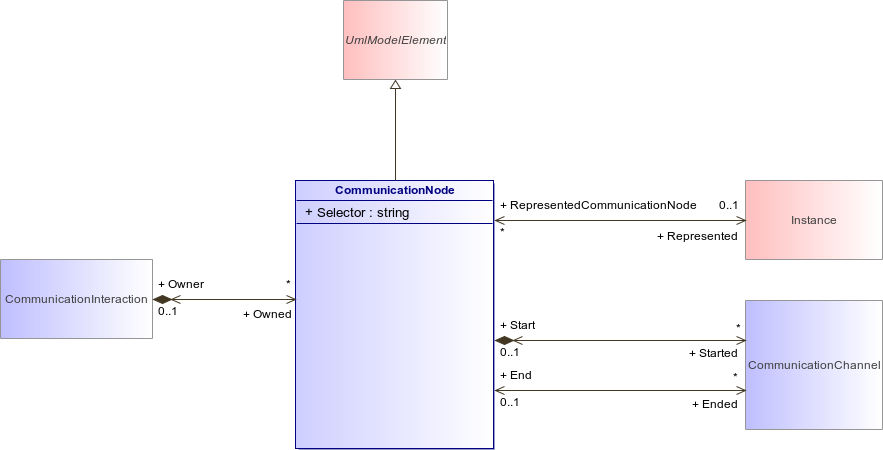 UmlModelElement
CommunicationNode
+ Selector : string
+ RepresentedCommunicationNode 0..1
*
+ Represented
Instance
CommunicationInteraction
+ Owner *
0..1
+ Owned
+ Start *
0..1
+ Started
+ End *
0..1
+ Ended
CommunicationChannel